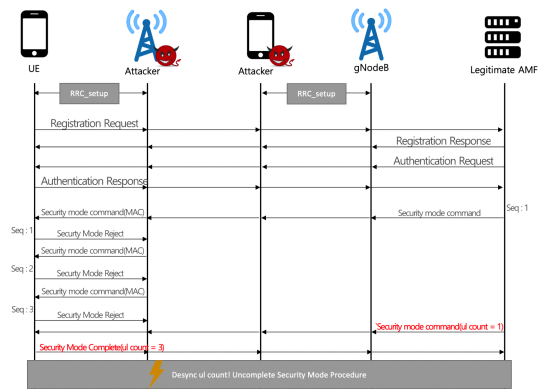 UE
Attacker
Attacker
gNodeB
Legitimate AMF
RRC_setup
RRC_setup
Registration Request
Registration Response
Authentication Request
Authentication Response
Security mode command(MAC)
Security mode command
Seq : 1
Seq : 1
Securty Mode Reject
Security mode command(MAC)
Seq : 2
Securty Mode Reject
Security mode command(MAC)
Seq : 3
Securty Mode Reject
`Security mode command(ul count = 1)
Security Mode Complete(ul count = 3)
Desync ul count! Uncomplete Security Mode Procedure